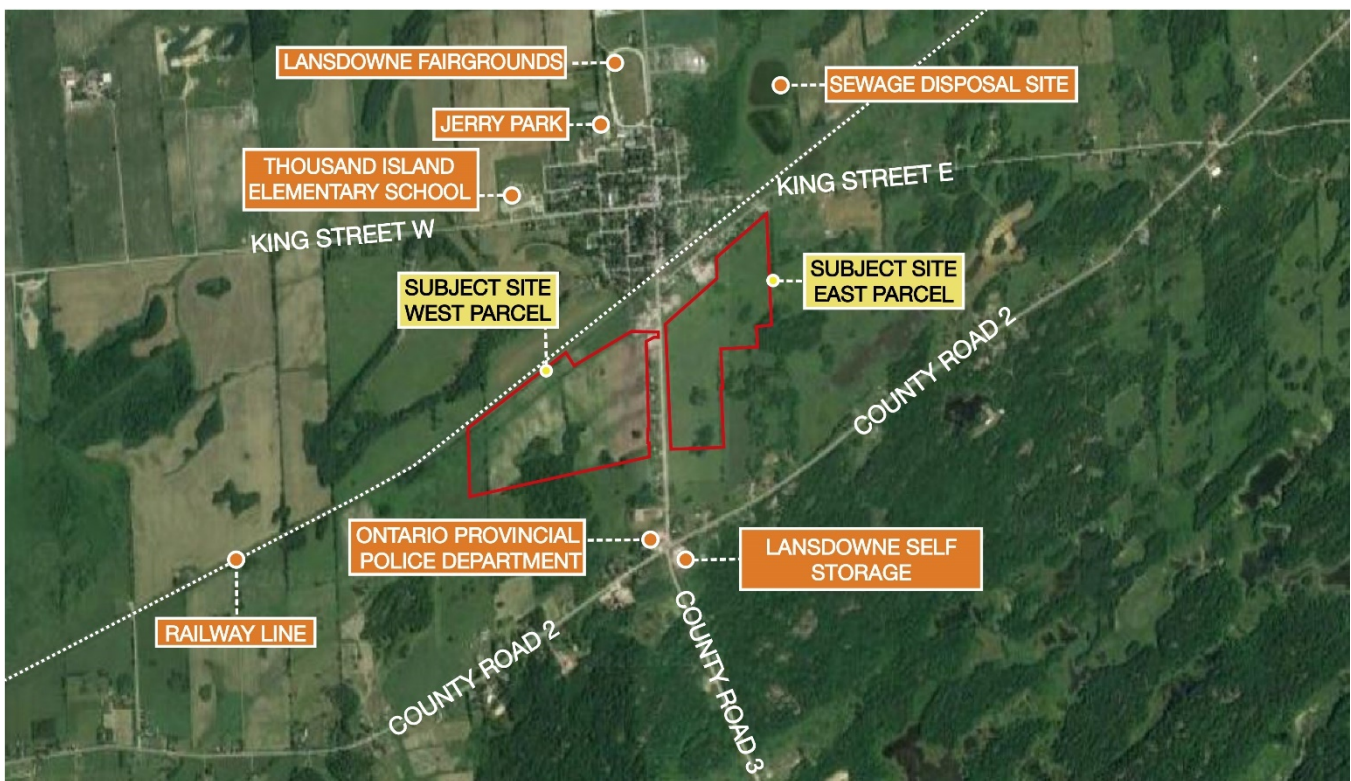 LANSDOWNE FAIRGROUNDS
SEWAGE DISPOSAL SITE
JERRY PARK
THOUSAND ISLAND
ELEMENTARY SCHOOL
KING STREET E
KING STREET W
SUBJECT SITE
WEST PARCEL
SUBJECT SITE
EAST PARCEL
COUNTY ROAD 2
ONTARIO PROVINCIAL
POLICE DEPARTMENT
LANSDOWNE SELF
STORAGE
RAILWAY LINE
COUNTY ROAD 2
COUNTY ROAD 3